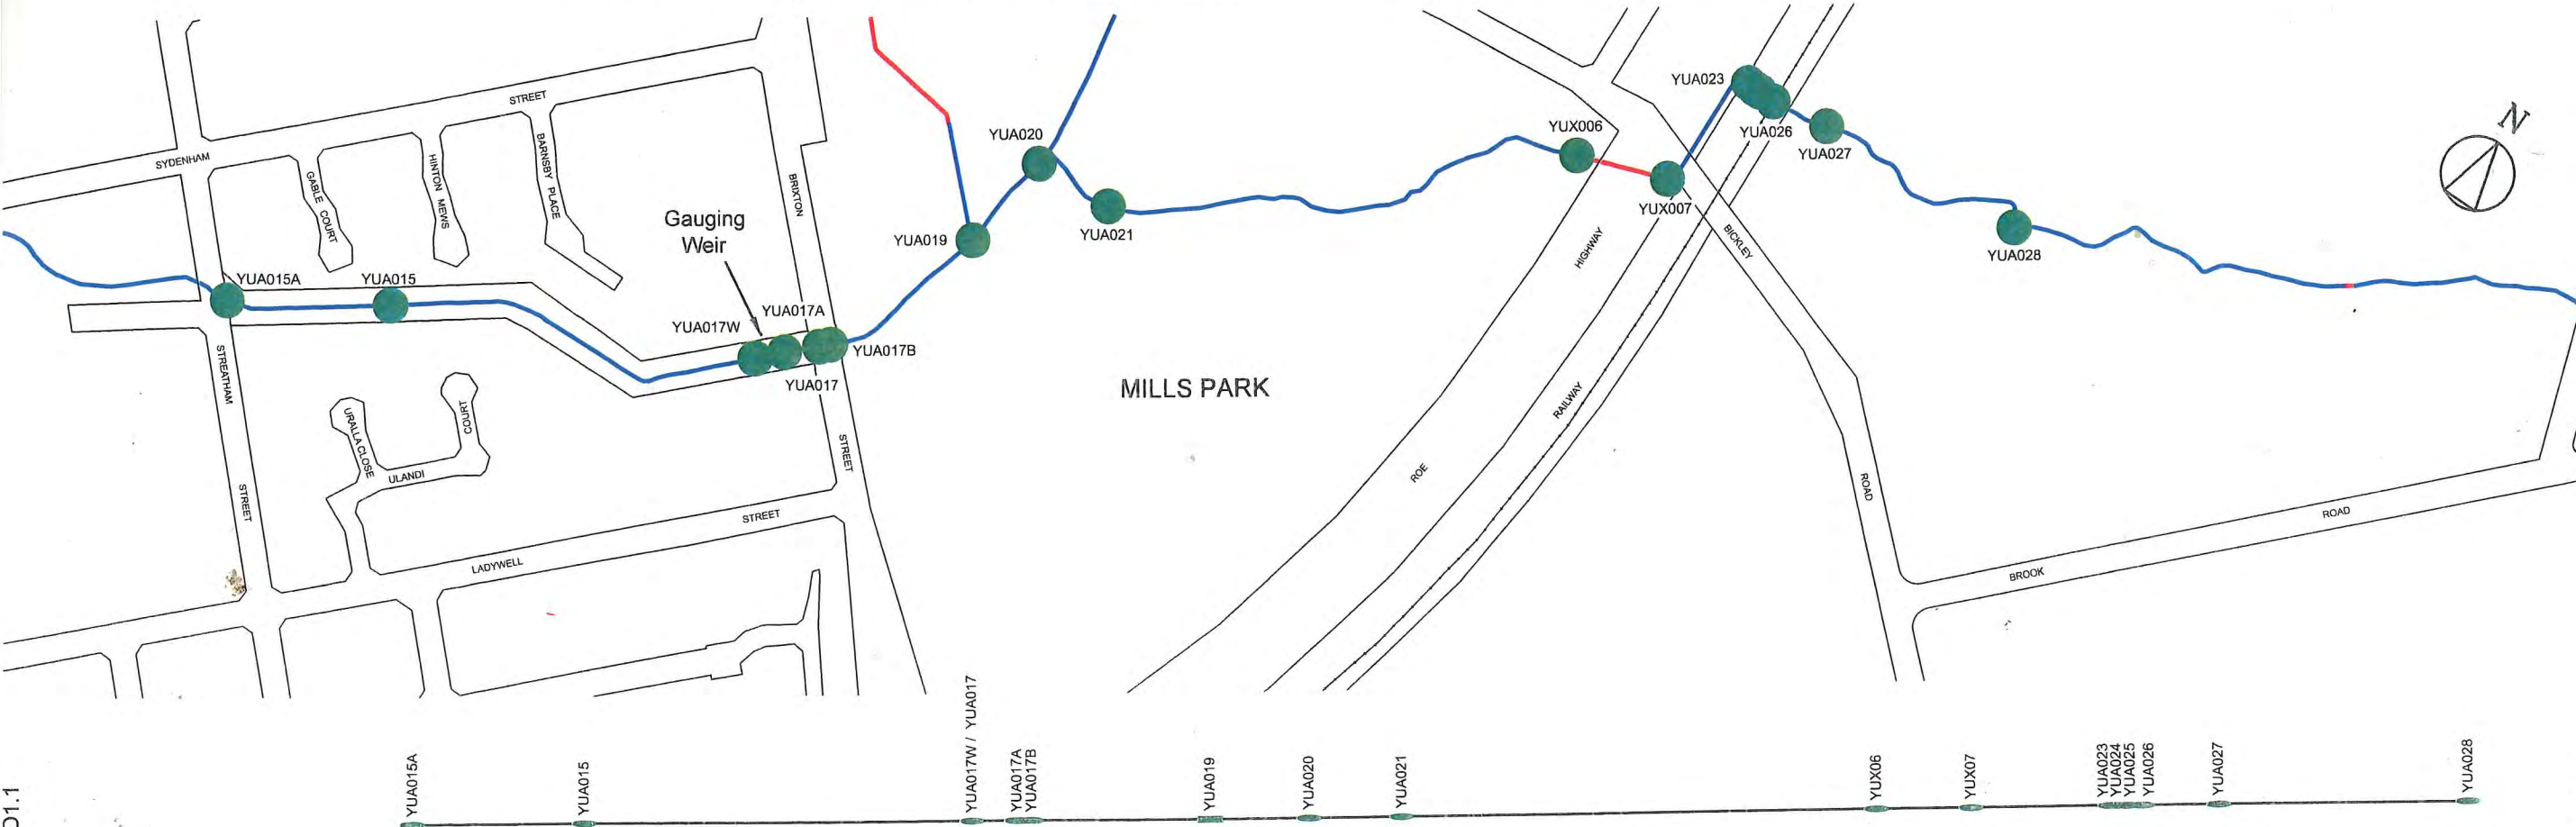 SYDENHAM
STREET
GABLE COURT
HINTON MEWS
BARNSBY PLACE
BRIXTON
Gauging
Weir
YUA015A
YUA015
YUA017W
YUA017A
YUA017
YUA017B
YUA019
YUA020
YUA021
YUX006
YUX007
YUA023
YUA026
YUA027
YUA028
N
STREATHAM
STREET
URALLA CLOSE
ULANDI
COURT
LADYWELL
STREET
STREET
MILLS PARK
ROE
HIGHWAY
RAILWAY
BICKLEY
ROAD
BROOK
ROAD
D1.1
YUA015A
YUA015
YUA017W / YUA017
YUA017A
YUA017B
YUA019
YUA020
YUA021
YUX06
YUX07
YUA023
YUA024
YUA025
YUA026
YUA027
YUA028